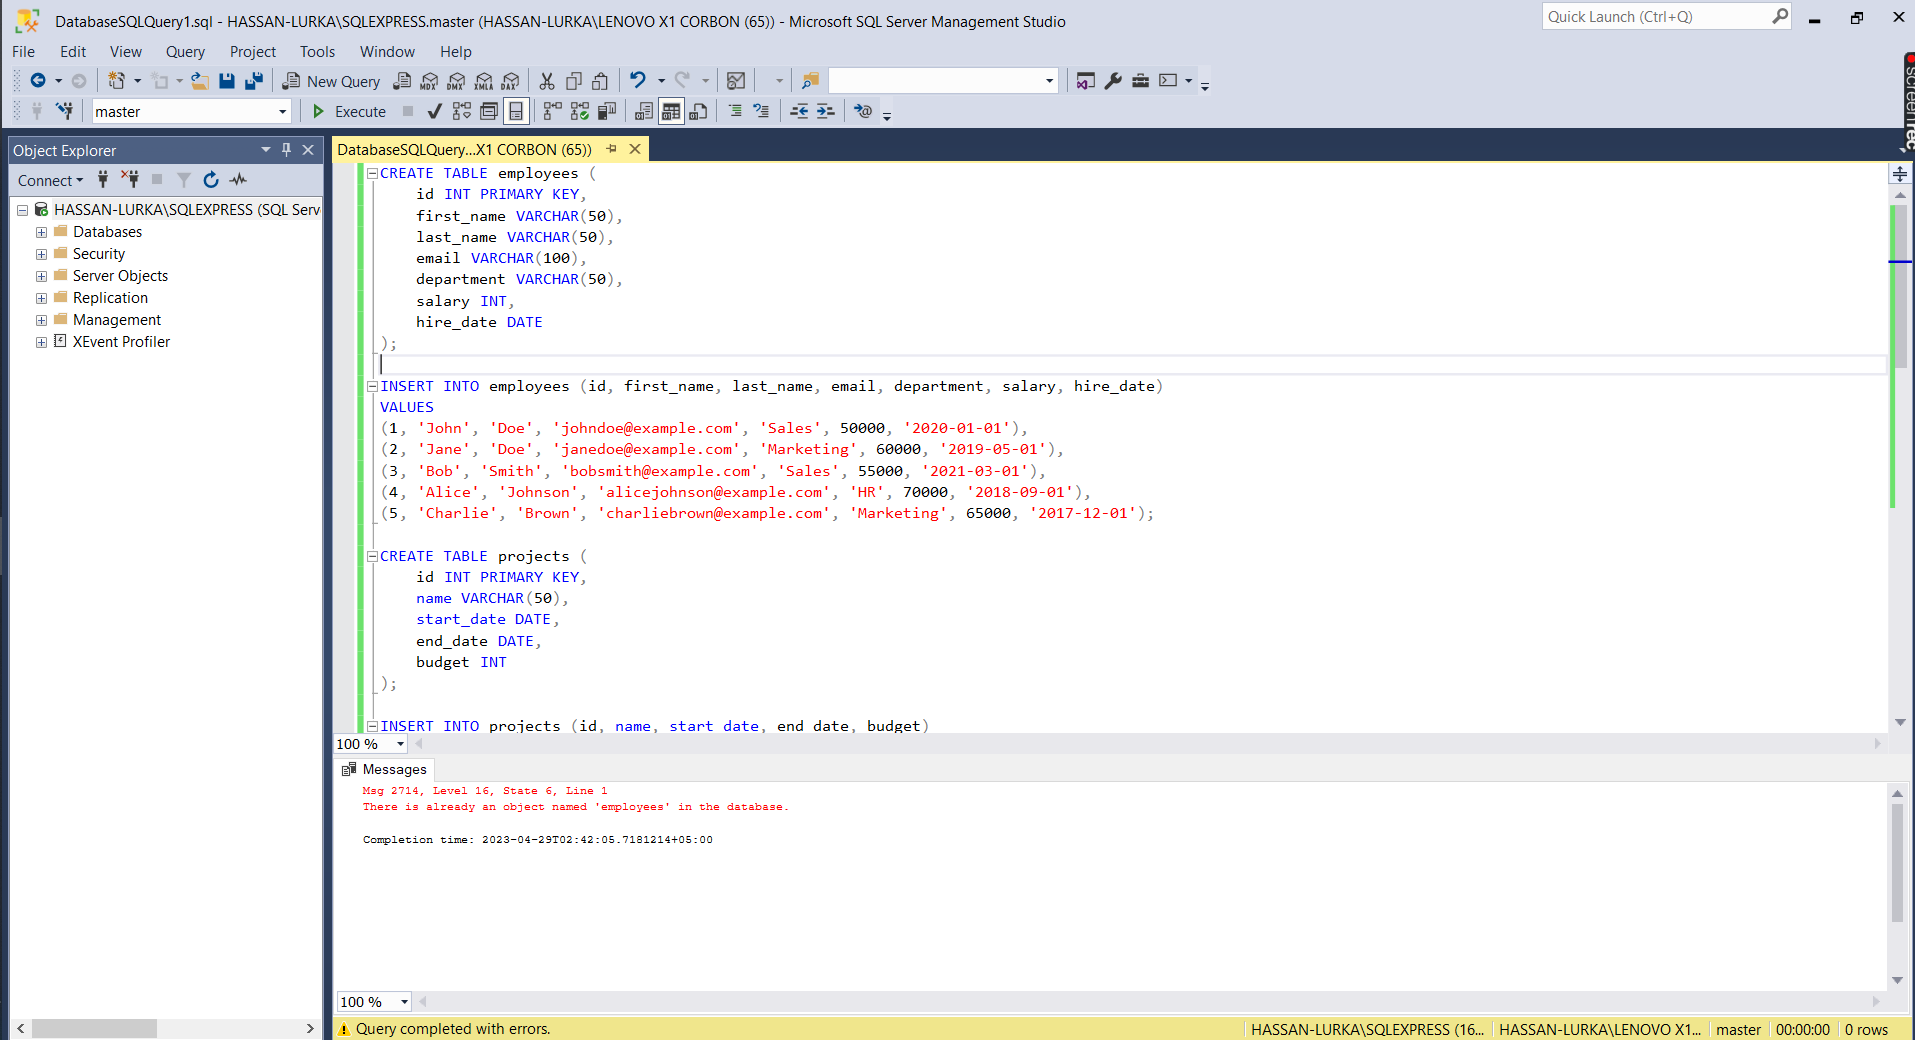 DatabaseSQLQuery1.sql - HASSAN-LURKA\SQLEXPRESS.master (HASSAN-LURKA\LENOVO X1 CORBON (65)) - Microsoft SQL Server Management Studio
Quick Launch (Ctrl+Q)
File Edit View Query Project Tools Window Help
New Query MDX DMX XMLA DAX
master Execute
Object Explorer
DatabaseSQLQuery...X1 CORBON (65))
Connect
HASSAN-LURKA\SQLEXPRESS (SQL Serv
Databases
Security
Server Objects
Replication
Management
XEvent Profiler
CREATE TABLE employees (
id INT PRIMARY KEY,
first_name VARCHAR(50),
last_name VARCHAR(50),
email VARCHAR(100),
department VARCHAR(50),
salary INT,
hire_date DATE
);
INSERT INTO employees (id, first_name, last_name, email, department, salary, hire_date)
VALUES
(1, 'John', 'Doe', 'johndoe@example.com', 'Sales', 50000, '2020-01-01'),
(2, 'Jane', 'Doe', 'janedoe@example.com', 'Marketing', 60000, '2019-05-01'),
(3, 'Bob', 'Smith', 'bobsmith@example.com', 'Sales', 55000, '2021-03-01'),
(4, 'Alice', 'Johnson', 'alicejohnson@example.com', 'HR', 70000, '2018-09-01'),
(5, 'Charlie', 'Brown', 'charliebrown@example.com', 'Marketing', 65000, '2017-12-01');
CREATE TABLE projects (
id INT PRIMARY KEY,
name VARCHAR(50),
start_date DATE,
end_date DATE,
budget INT
);
INSERT INTO projects (id, name, start_date, end_date, budget)
100 %
Messages
Msg 2714, Level 16, State 6, Line 1
There is already an object named 'employees' in the database.
Completion time: 2023-04-29T02:42:05.7181214+05:00
100 %
Query completed with errors.
HASSAN-LURKA\SQLEXPRESS (16... HASSAN-LURKA\LENOVO X1... master 00:00:00 0 rows
screenrec